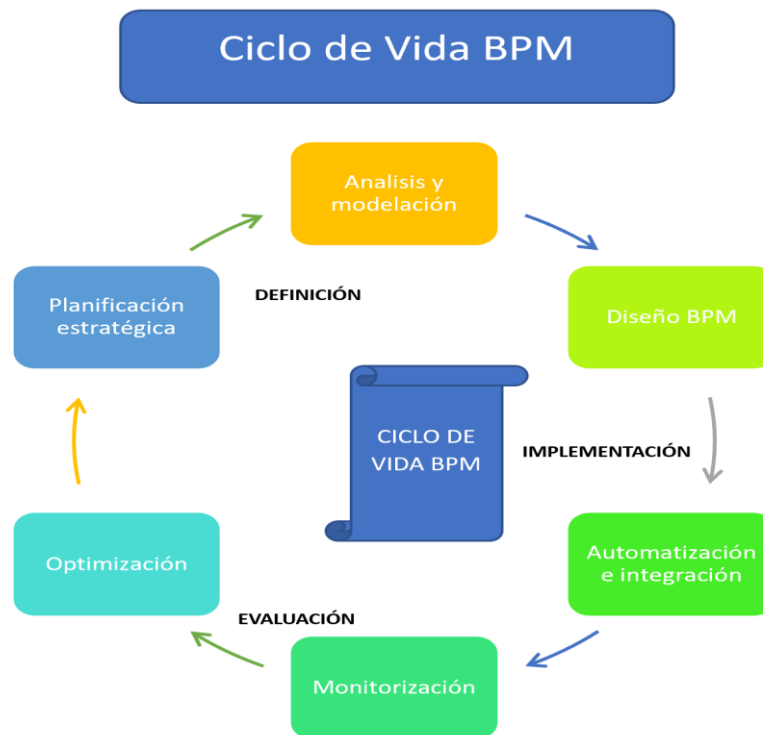 Ciclo de Vida BPM
Analisis y
modelación
Planificación
estratégica
DEFINICIÓN
Diseño BPM
CICLO DE
VIDA BPM
IMPLEMENTACIÓN
Optimización
Automatización
e integración
EVALUACIÓN
Monitorización